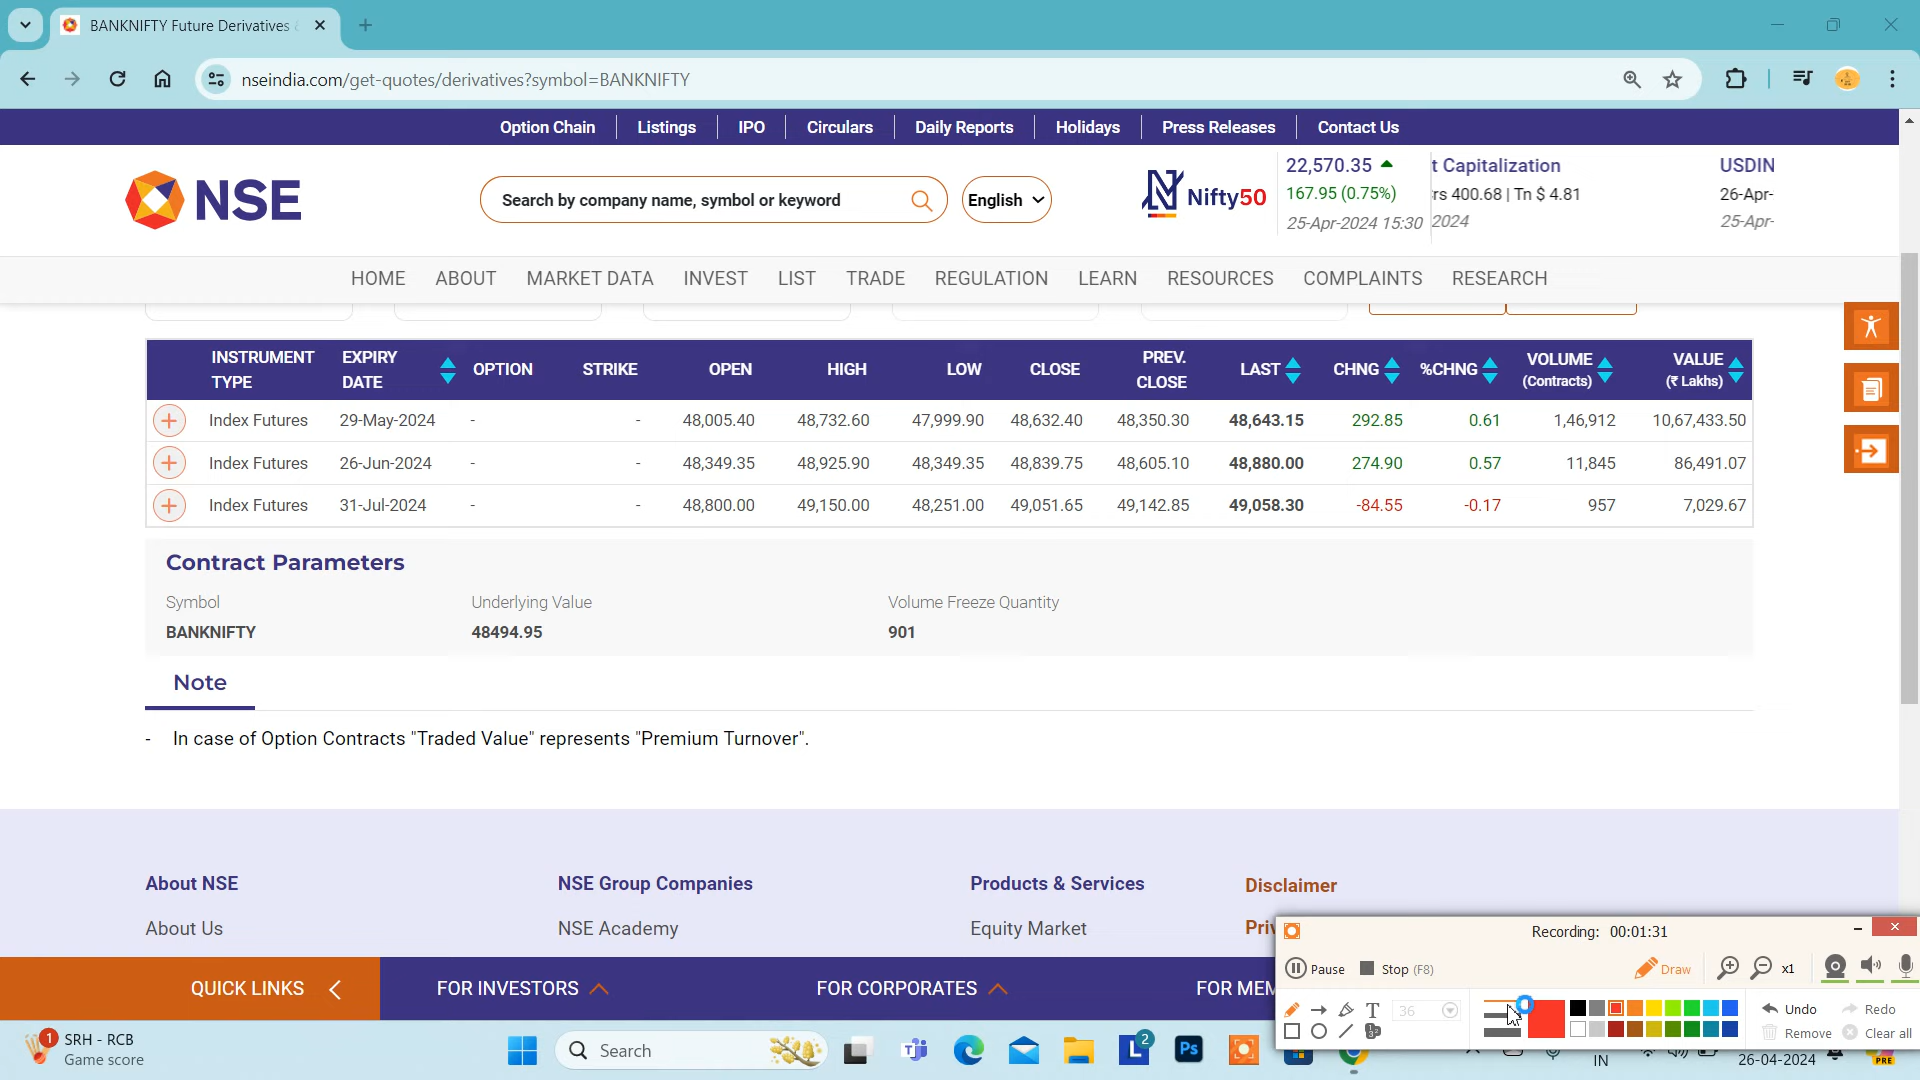 BANKNIFTY Future Derivatives
nseindia.com/get-quotes/derivatives?symbol=BANKNIFTY
Option Chain Listings IPO Circulars Daily Reports Holidays Press Releases Contact Us
NSE
Search by company name, symbol or keyword
English
Nifty50
22,570.35
167.95 (0.75%)
25-Apr-2024 15:30
t Capitalization
rs 400.68 | Tn $ 4.81
2024
USDIN
26-Apr-
25-Apr-
HOME ABOUT MARKET DATA INVEST LIST TRADE REGULATION LEARN RESOURCES COMPLAINTS RESEARCH
INSTRUMENT TYPE EXPIRY DATE OPTION STRIKE OPEN HIGH LOW CLOSE PREV. CLOSE LAST CHNG %CHNG VOLUME (Contracts) VALUE (₹ Lakhs)
Index Futures 29-May-2024 - - 48,005.40 48,732.60 47,999.90 48,632.40 48,350.30 48,643.15 292.85 0.61 1,46,912 10,67,433.50
Index Futures 26-Jun-2024 - - 48,349.35 48,925.90 48,349.35 48,839.75 48,605.10 48,880.00 274.90 0.57 11,845 86,491.07
Index Futures 31-Jul-2024 - - 48,800.00 49,150.00 48,251.00 49,051.65 49,142.85 49,058.30 -84.55 -0.17 957 7,029.67
Contract Parameters
Symbol Underlying Value Volume Freeze Quantity
BANKNIFTY 48494.95 901
Note
- In case of Option Contracts "Traded Value" represents "Premium Turnover".
About NSE NSE Group Companies Products & Services Disclaimer
About Us NSE Academy Equity Market Priv
QUICK LINKS FOR INVESTORS FOR CORPORATES FOR MEM
Recording: 00:01:31
Pause Stop (F8) Draw x1
T 36 Undo Redo
Remove Clear all
1 SRH - RCB
Game score
Search
L 2
Ps
IN
26-04-2024
PRE